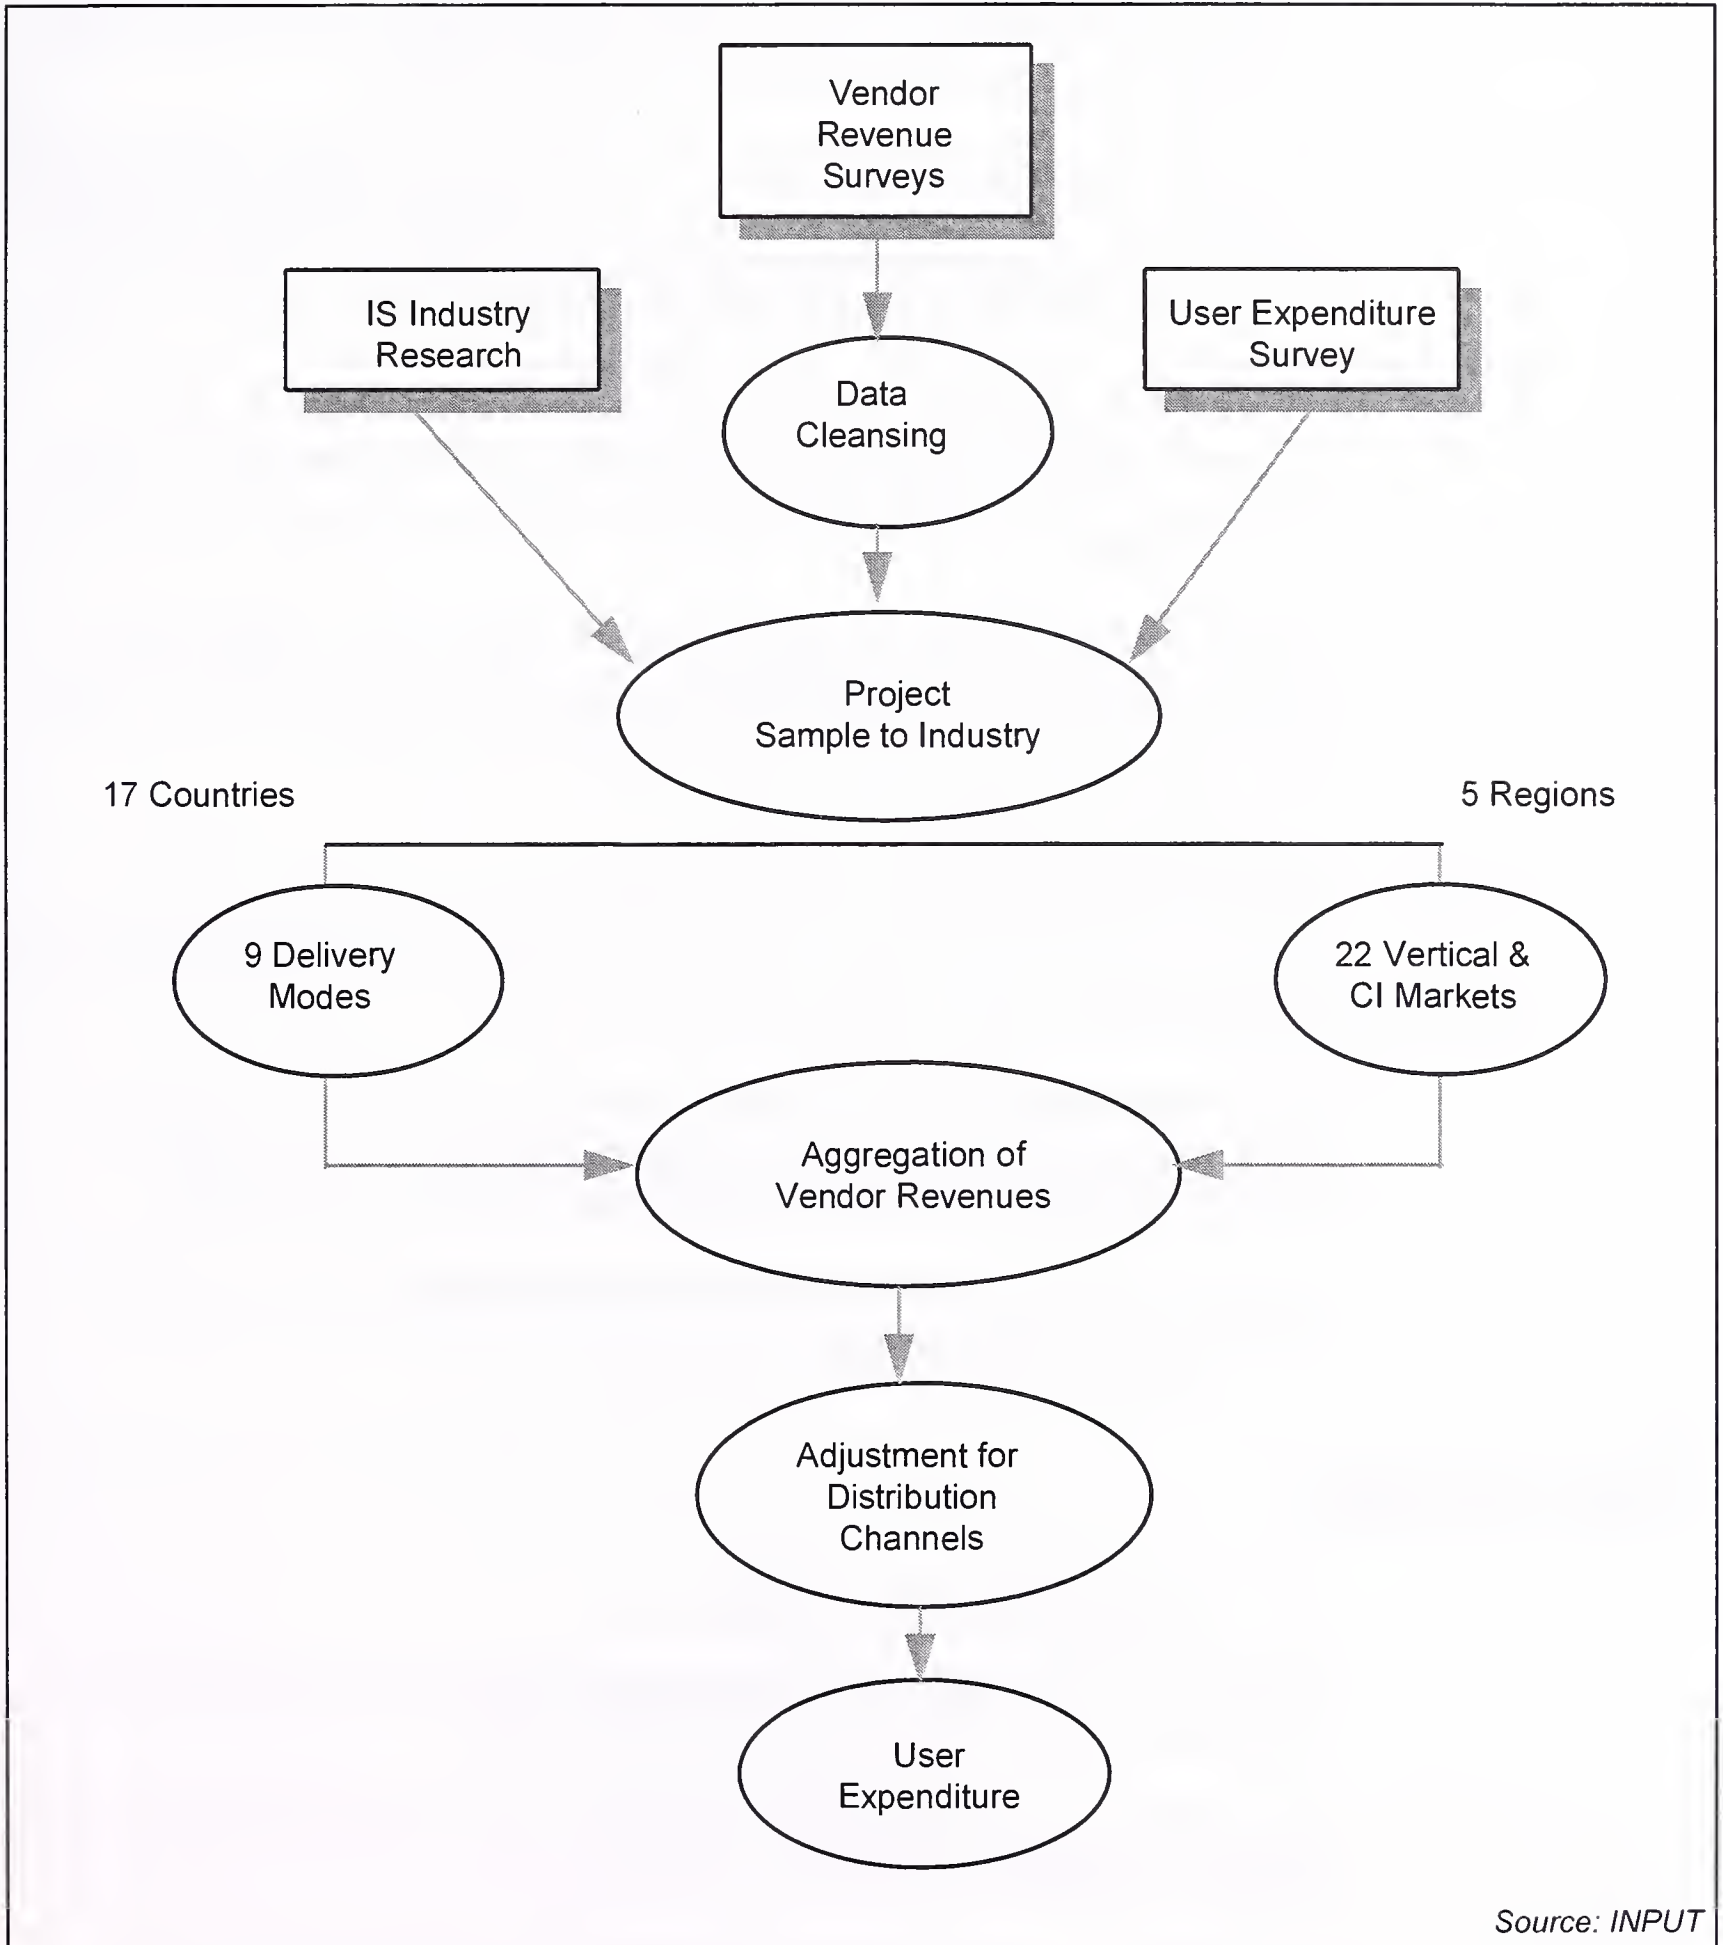 Vendor
Revenue
Surveys
IS Industry
Research
User Expenditure
Survey
Data
Cleansing
Project
Sample to Industry
17 Countries
5 Regions
9 Delivery
Modes
22 Vertical &
CI Markets
Aggregation of
Vendor Revenues
Adjustment for
Distribution
Channels
User
Expenditure
Source: INPUT